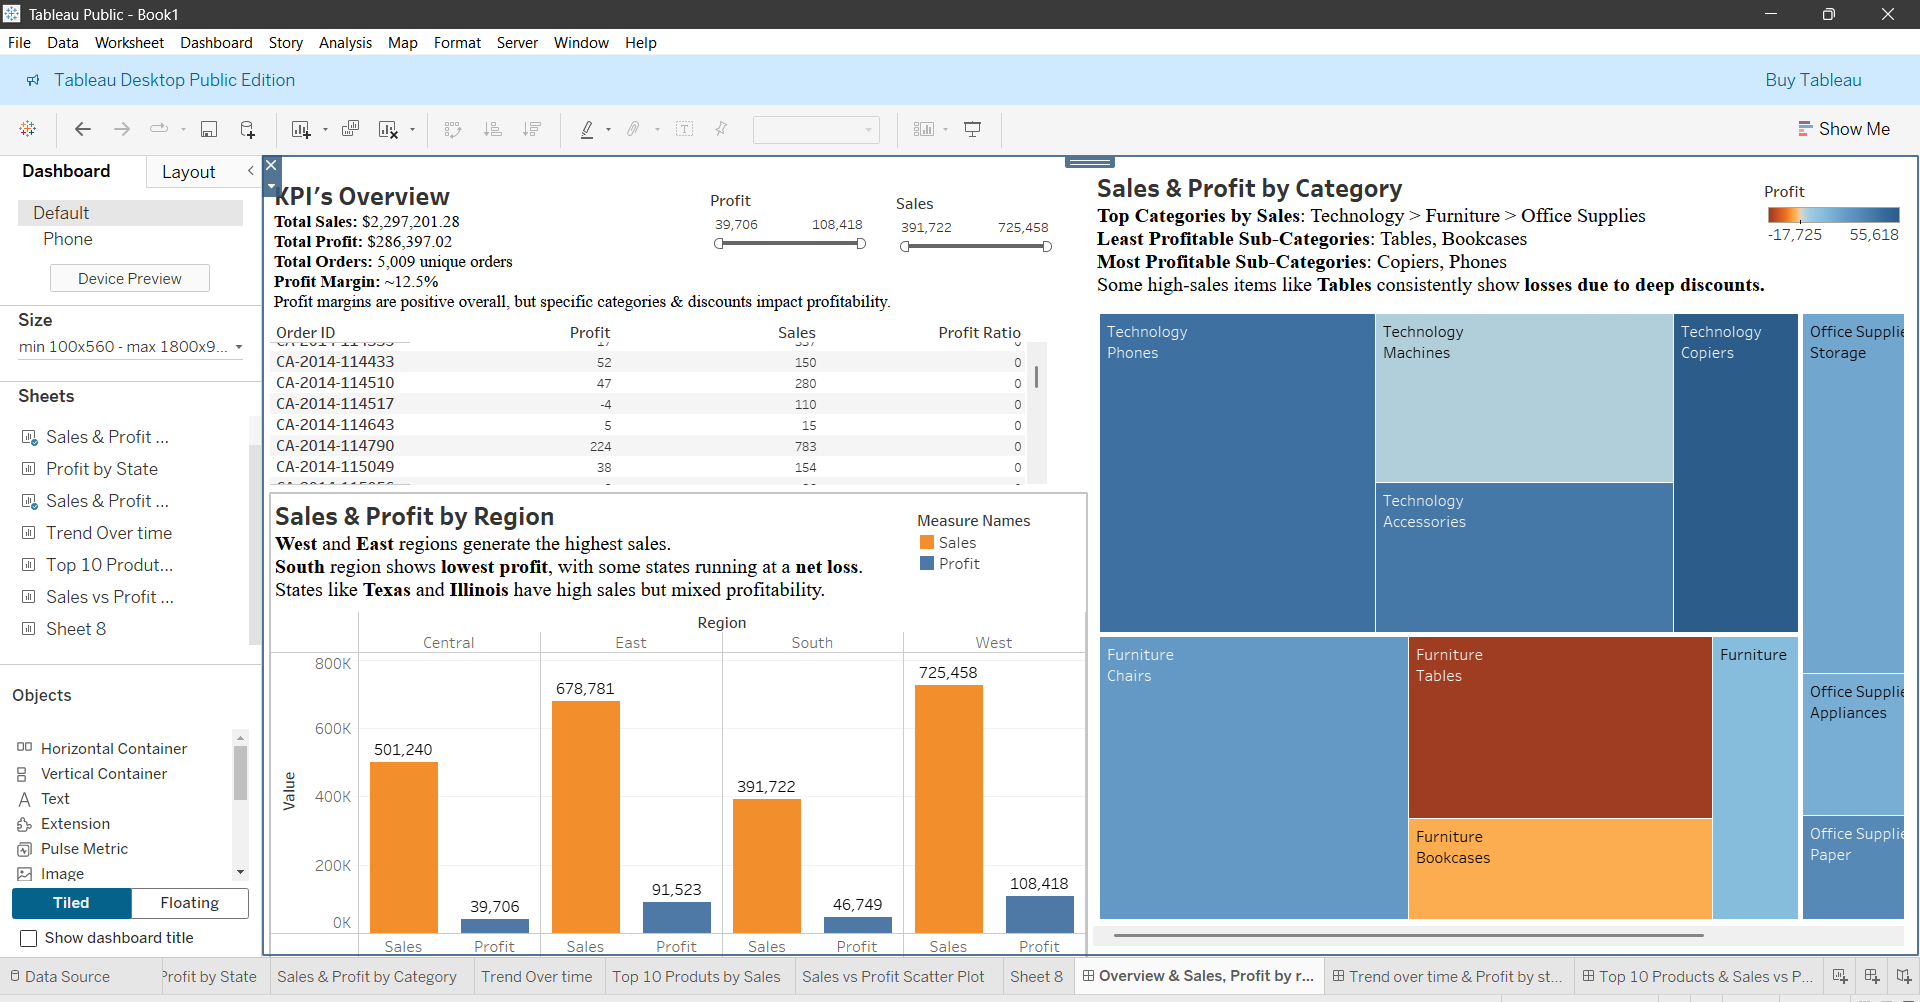 Tableau Public - Book1
File Data Worksheet Dashboard Story Analysis Map Format Server Window Help
Tableau Desktop Public Edition
Buy Tableau
Show Me
Dashboard
Layout
Default
Phone
Device Preview
Size
min 100x560 - max 1800x9...
Sheets
Sales & Profit ...
Profit by State
Sales & Profit ...
Trend Over time
Top 10 Produt...
Sales vs Profit ...
Sheet 8
Objects
Horizontal Container
Vertical Container
Text
Extension
Pulse Metric
Image
Tiled
Floating
Show dashboard title
KPI's Overview
Total Sales: $2,297,201.28
Total Profit: $286,397.02
Total Orders: 5,009 unique orders
Profit Margin: ~12.5%
Profit margins are positive overall, but specific categories & discounts impact profitability.
Profit
39,706 108,418
Sales
391,722 725,458
Order ID Profit Sales Profit Ratio
CA-2014-114433 52 150 0
CA-2014-114510 47 280 0
CA-2014-114517 -4 110 0
CA-2014-114643 5 15 0
CA-2014-114790 224 783 0
CA-2014-115049 38 154 0
Sales & Profit by Region
West and East regions generate the highest sales.
South region shows lowest profit, with some states running at a net loss.
States like Texas and Illinois have high sales but mixed profitability.
Measure Names
Sales
Profit
Region
Central East South West
Value
800K
600K
400K
200K
0K
501,240
39,706
678,781
91,523
391,722
46,749
725,458
108,418
Sales Profit Sales Profit Sales Profit Sales Profit
Sales & Profit by Category
Top Categories by Sales: Technology > Furniture > Office Supplies
Least Profitable Sub-Categories: Tables, Bookcases
Most Profitable Sub-Categories: Copiers, Phones
Some high-sales items like Tables consistently show losses due to deep discounts.
Profit
-17,725 55,618
Technology
Phones
Technology
Machines
Technology
Accessories
Technology
Copiers
Office Supplie
Storage
Furniture
Chairs
Furniture
Tables
Furniture
Bookcases
Furniture
Office Supplie
Appliances
Office Supplie
Paper
Data Source
Profit by State
Sales & Profit by Category
Trend Over time
Top 10 Produts by Sales
Sales vs Profit Scatter Plot
Sheet 8
Overview & Sales, Profit by r...
Trend over time & Profit by st...
Top 10 Products & Sales vs P...